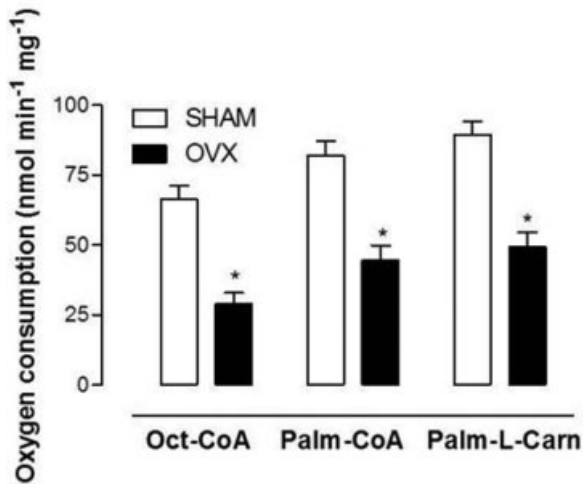 Oxygen consumption (nmol min⁻¹ mg⁻¹)
100
75
50
25
0
SHAM
OVX
*
*
*
Oct-CoA Palm-CoA Palm-L-Carn